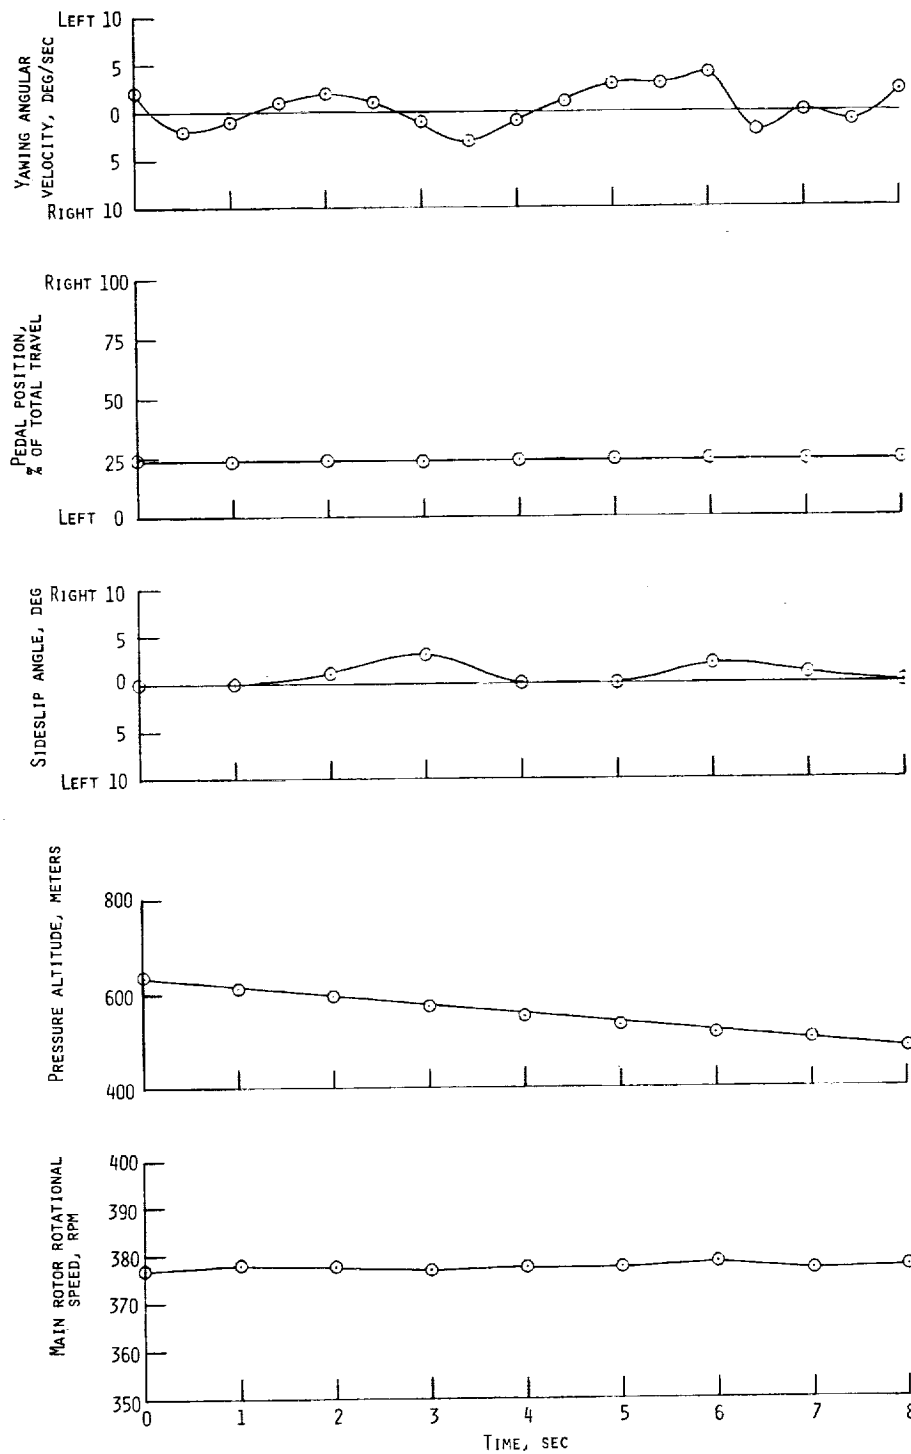 LEFT 10
5
0
5
RIGHT 10
YAWING ANGULAR
VELOCITY, DEG/SEC
RIGHT 100
75
50
25
LEFT 0
PEDAL POSITION,
% OF TOTAL TRAVEL
RIGHT 10
5
0
5
LEFT 10
SIDESLIP ANGLE, DEG
800
600
400
PRESSURE ALTITUDE, METERS
400
390
380
370
360
350
MAIN ROTOR ROTATIONAL
SPEED, RPM
0 1 2 3 4 5 6 7 8
TIME, SEC